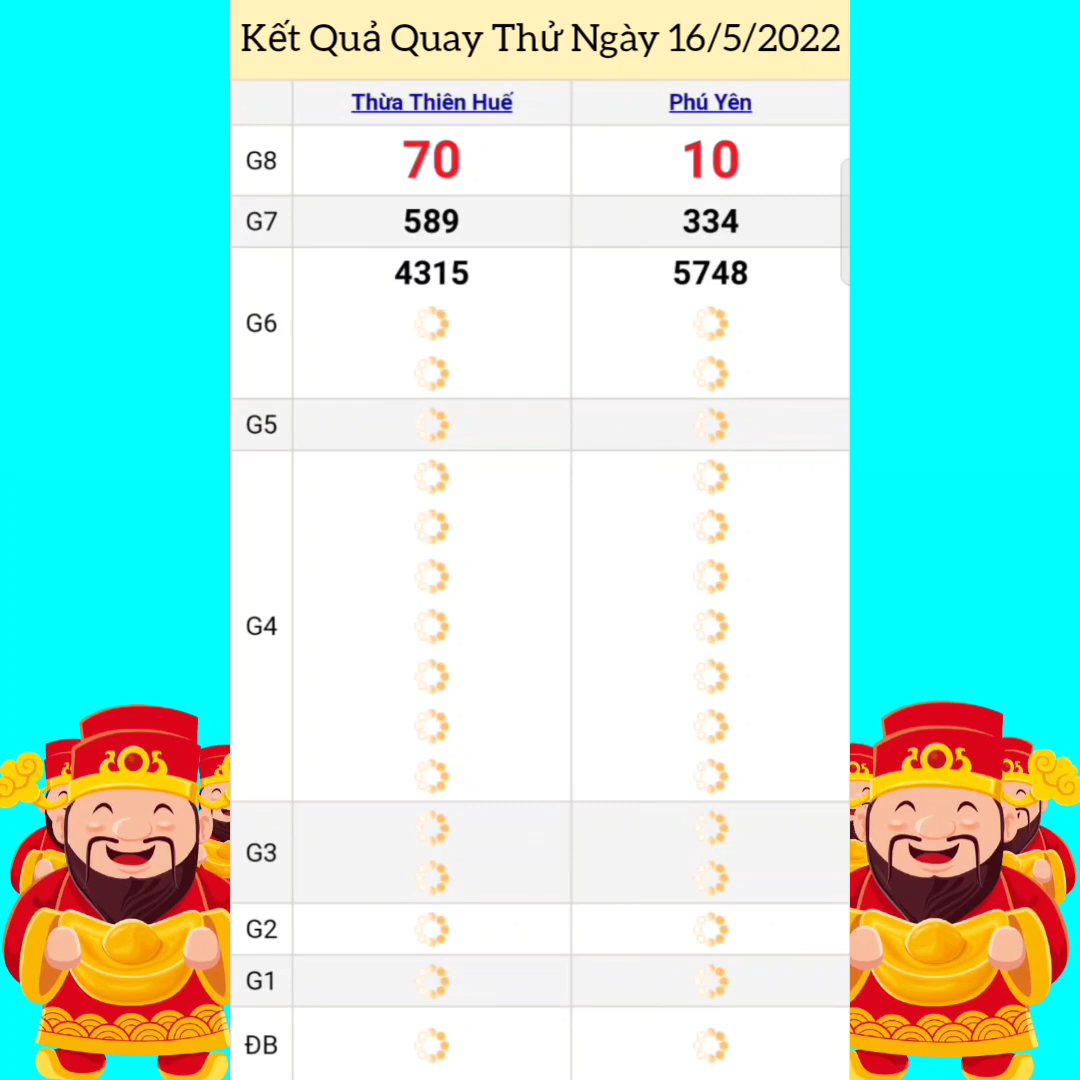 Kết Quả Quay Thử Ngày 16/5/2022
Thừa Thiên Huế Phú Yên
G8 70 10
G7 589 334
4315 5748
G6
G5
G4
G3
G2
G1
ĐB